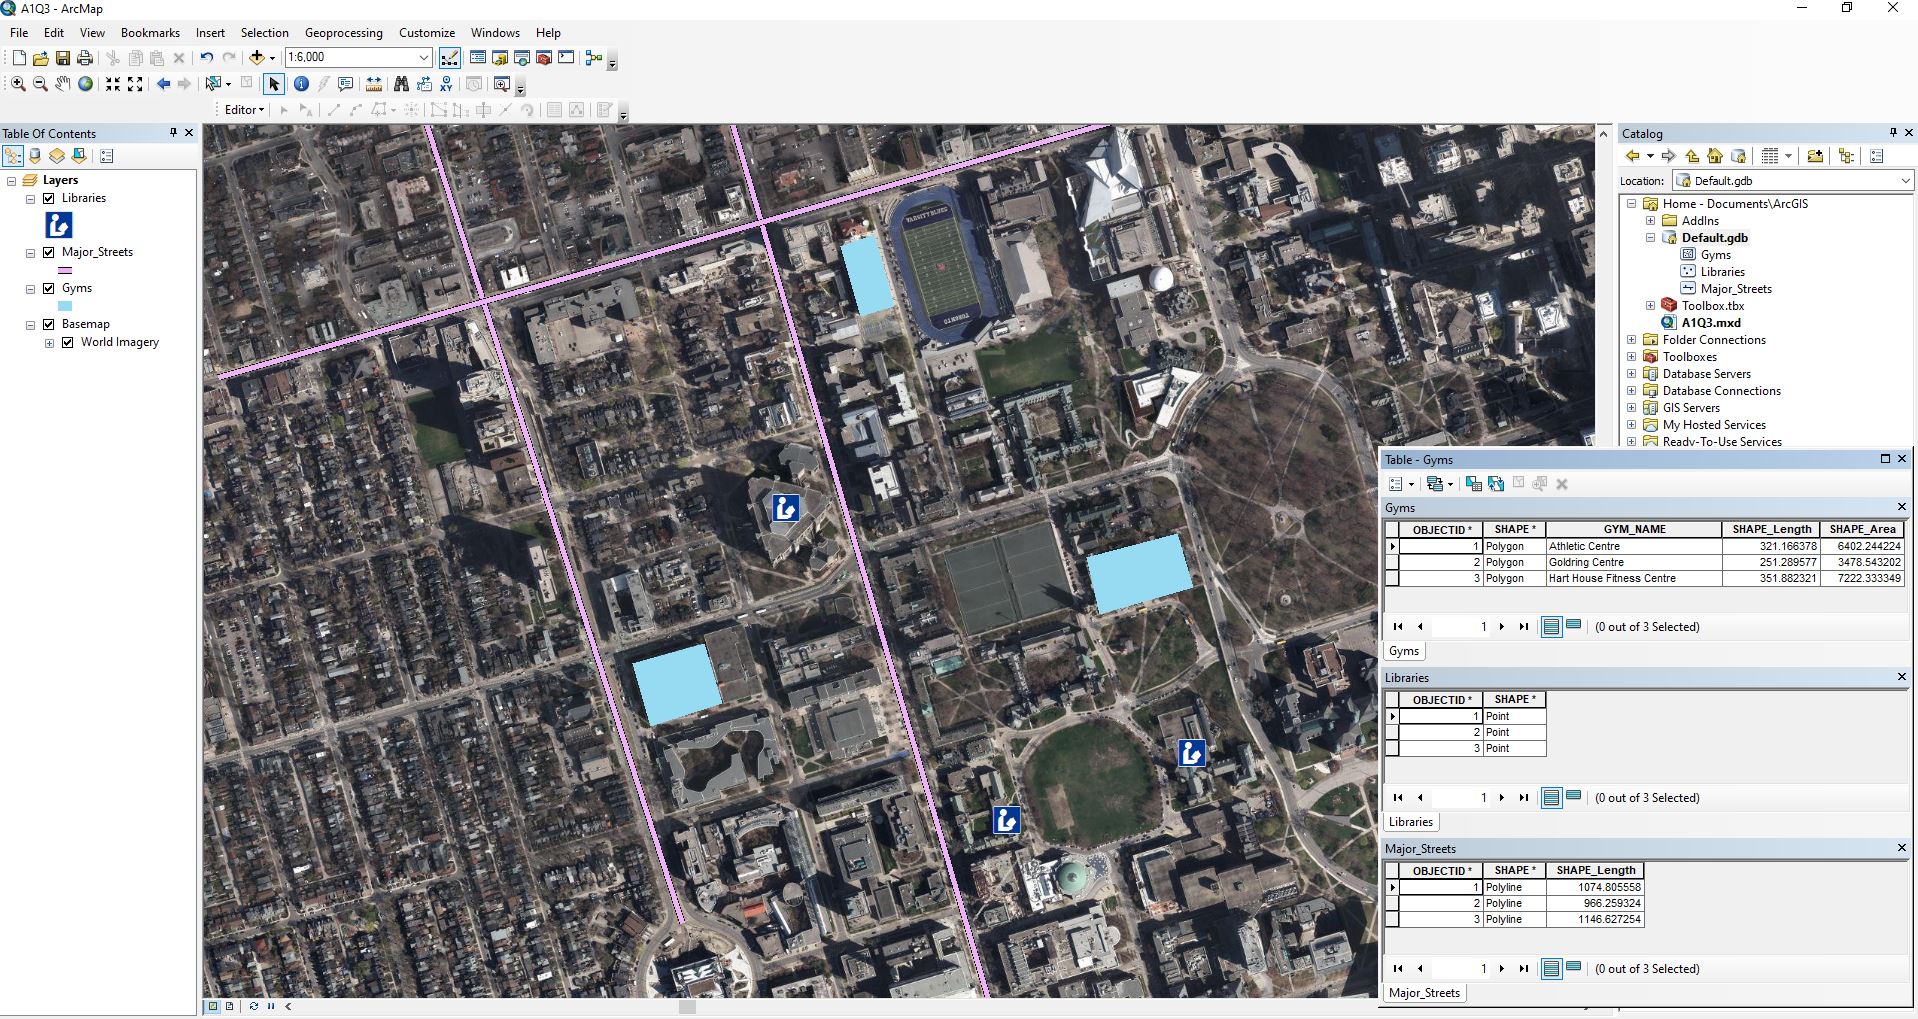 A1Q3 - ArcMap
File Edit View Bookmarks Insert Selection Geoprocessing Customize Windows Help
1:6,000
Editor
Table Of Contents
Layers
Libraries
Major_Streets
Gyms
Basemap
World Imagery
VARSITY BLUES
TORONTO
Catalog
Location: Default.gdb
Home - Documents\ArcGIS
AddIns
Default.gdb
Gyms
Libraries
Major_Streets
Toolbox.tbx
A1Q3.mxd
Folder Connections
Toolboxes
Database Servers
Database Connections
GIS Servers
My Hosted Services
Ready-To-Use Services
Table - Gyms
Gyms
OBJECTID * SHAPE * GYM_NAME SHAPE_Length SHAPE_Area
1 Polygon Athletic Centre 321.166378 6402.244224
2 Polygon Goldring Centre 251.289577 3478.543202
3 Polygon Hart House Fitness Centre 351.882321 7222.333349
1 (0 out of 3 Selected)
Gyms
Libraries
OBJECTID * SHAPE *
1 Point
2 Point
3 Point
1 (0 out of 3 Selected)
Libraries
Major_Streets
OBJECTID * SHAPE * SHAPE_Length
1 Polyline 1074.805558
2 Polyline 966.259324
3 Polyline 1146.627254
1 (0 out of 3 Selected)
Major_Streets